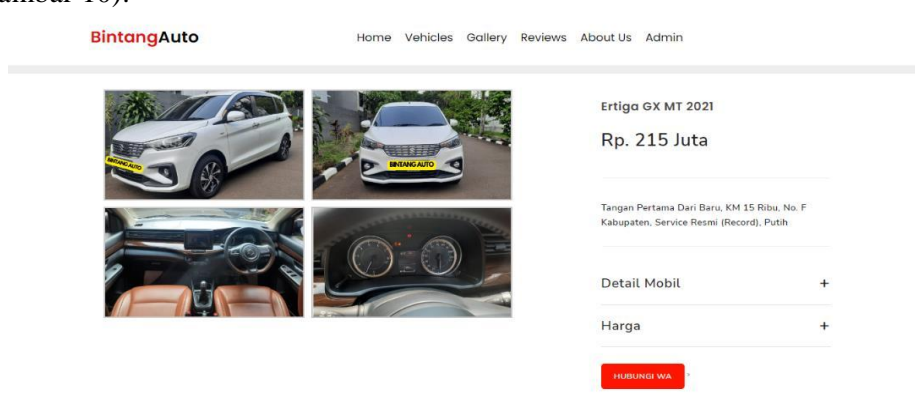 ambar 10).
BintangAuto
Home Vehicles Gallery Reviews About Us Admin
BINTANG AUTO
BINTANG AUTO
Ertiga GX MT 2021
Rp. 215 Juta
Tangan Pertama Dari Baru, KM 15 Ribu, No. F
Kabupaten, Service Resmi (Record), Putih
Detail Mobil +
Harga +
HUBUNGI WA